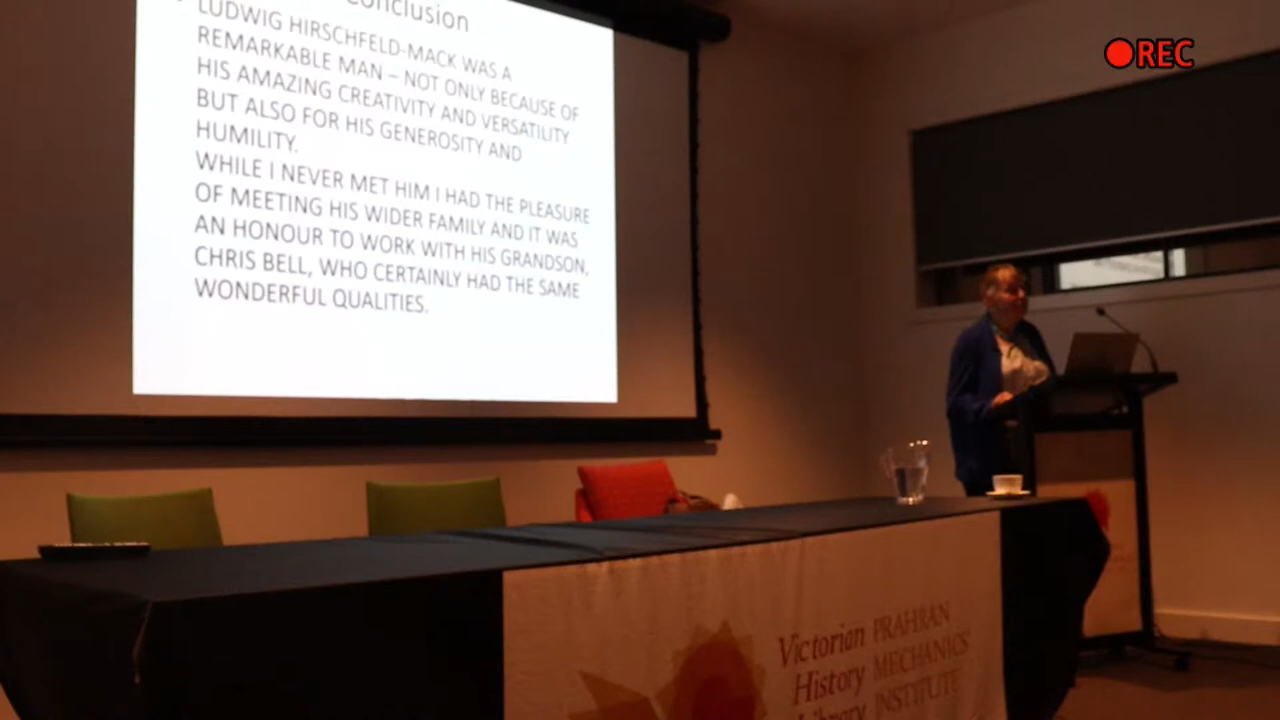 Conclusion
LUDWIG HIRSCHFELD-MACK WAS A
REMARKABLE MAN – NOT ONLY BECAUSE OF
HIS AMAZING CREATIVITY AND VERSATILITY
BUT ALSO FOR HIS GENEROSITY AND
HUMILITY.
WHILE I NEVER MET HIM I HAD THE PLEASURE
OF MEETING HIS WIDER FAMILY AND IT WAS
AN HONOUR TO WORK WITH HIS GRANDSON,
CHRIS BELL, WHO CERTAINLY HAD THE SAME
WONDERFUL QUALITIES.
REC
Victorian PRAHRAN
History MECHANICS'
Library INSTITUTE